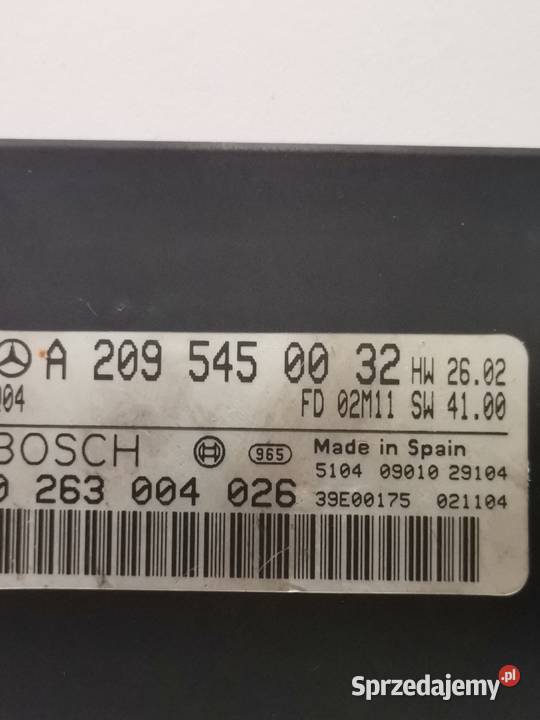 A 209 545 00 32 HW 26.02
Q04 FD 02M11 SW 41.00
BOSCH 965 Made in Spain
5104 09010 29104
0 263 004 026 39E00175 021104
Sprzedajemy.pl